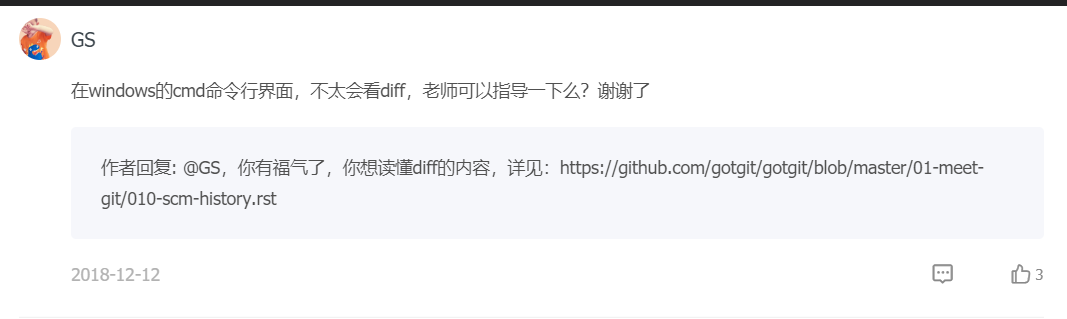 GS
在windows的cmd命令行界面，不太会看diff，老师可以指导一下么？谢谢了
作者回复: @GS，你有福气了，你想读懂diff的内容，详见：https://github.com/gotgit/gotgit/blob/master/01-meet-
git/010-scm-history.rst
2018-12-12
3